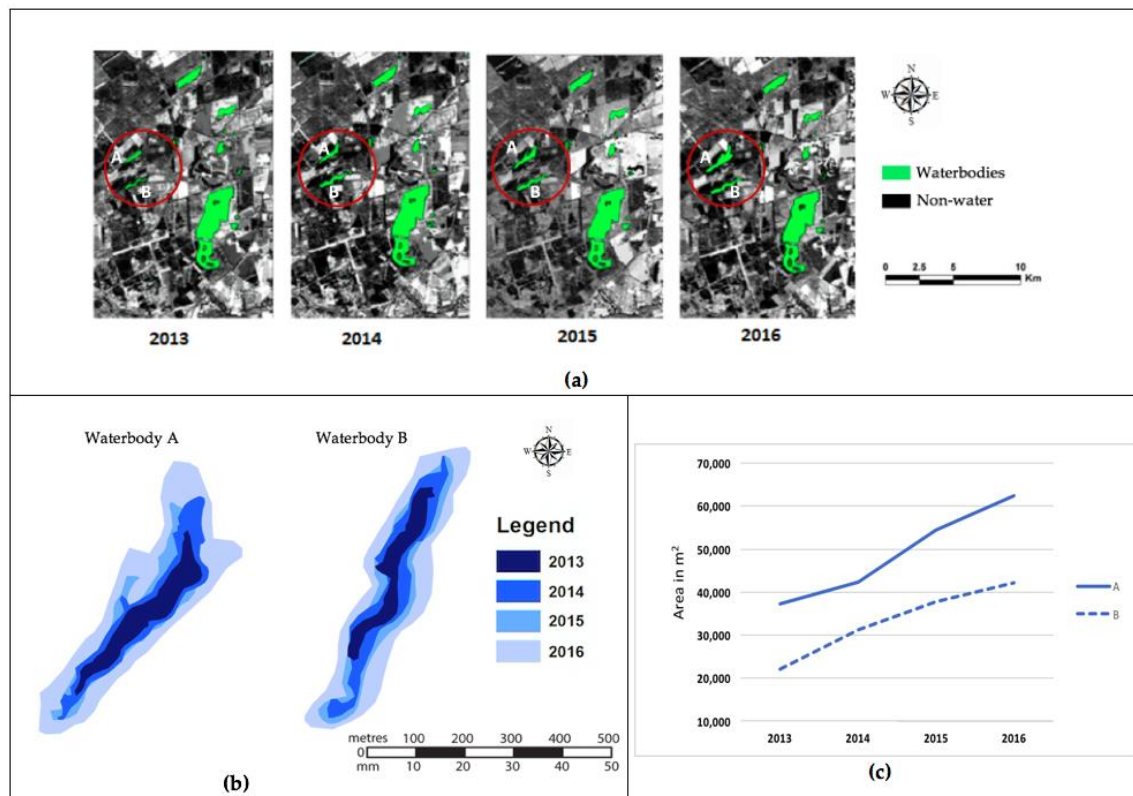 N
W E
S
A
B
A
B
A
B
A
B
Waterbodies
Non-water
0 2.5 5 10
Km
2013 2014 2015 2016
(a)
Waterbody A
Waterbody B
N
W E
S
Legend
2013
2014
2015
2016
metres 100 200 300 400 500
0
mm 10 20 30 40 50
(b)
70,000
60,000
50,000
40,000
30,000
20,000
10,000
Area in m²
2013 2014 2015 2016
A
B
(c)